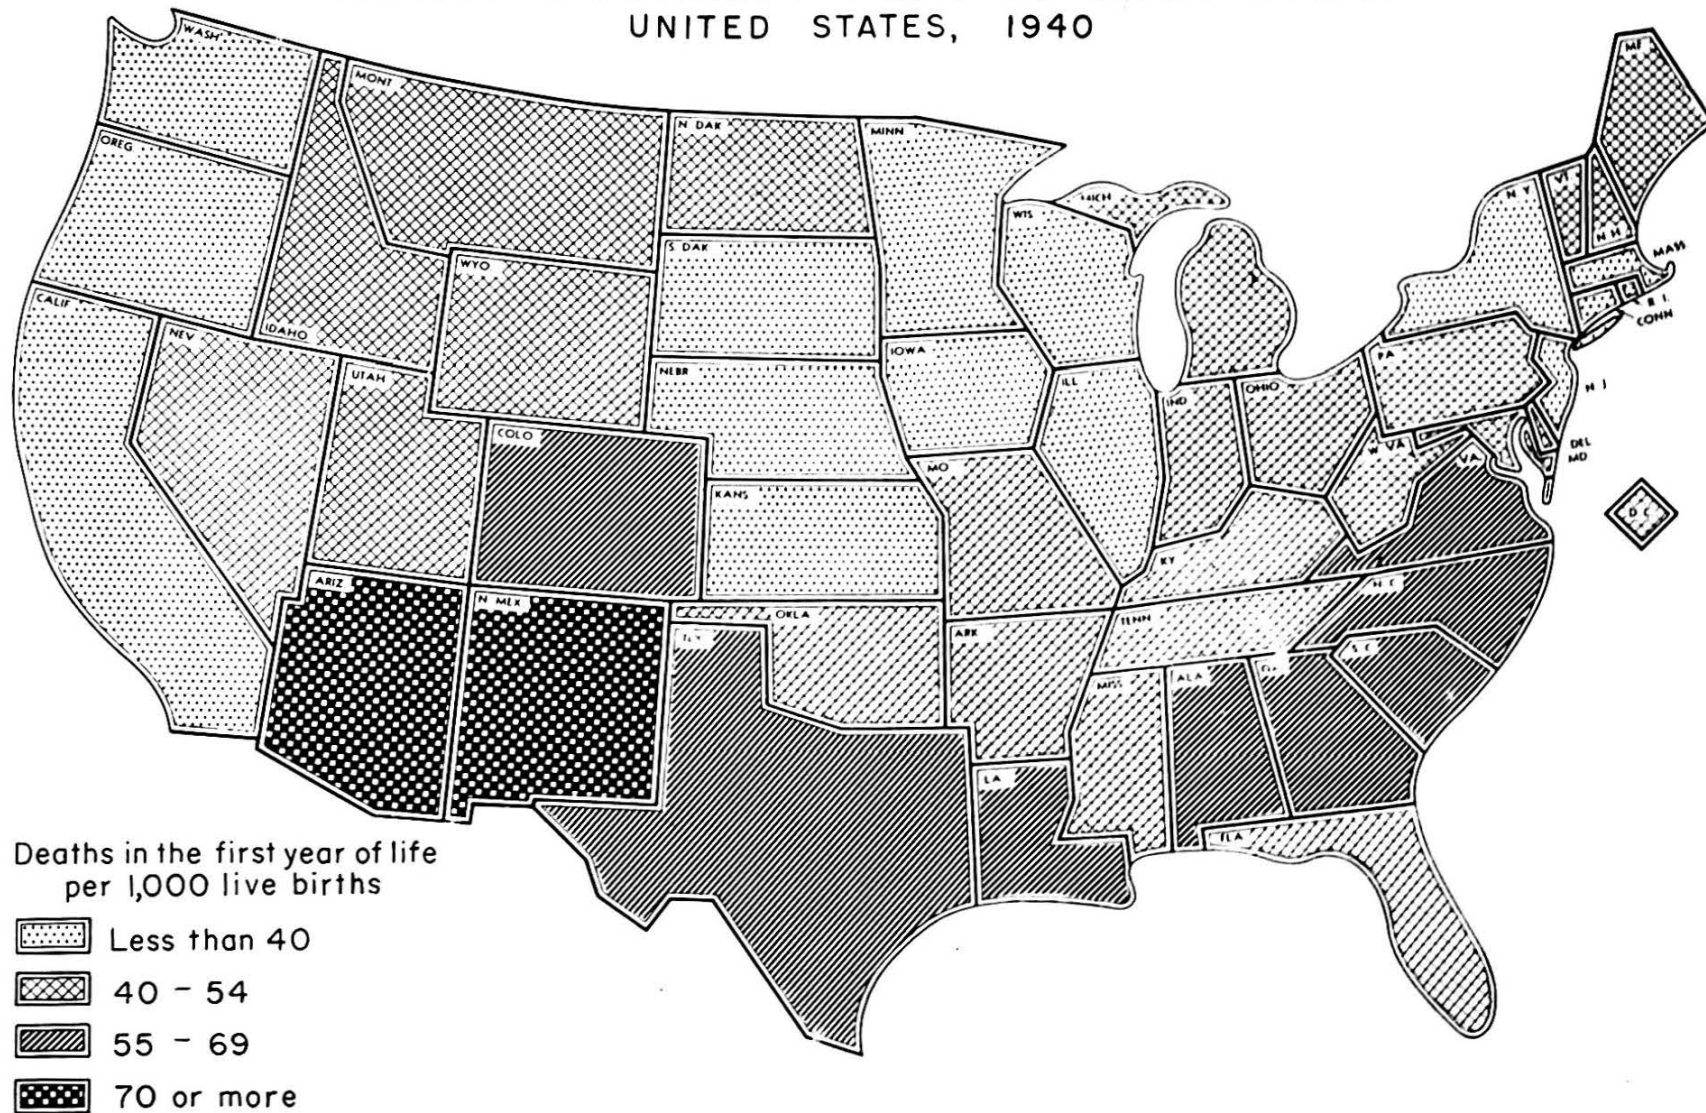 UNITED STATES, 1940
WASH.
OREG
CALIF
IDAHO
NEV
MONT
WYO
UTAH
ARIZ
COLO
N MEX
N DAK
S DAK
NEBR
KANS
OKLA
TEX
MINN
IOWA
MO
ARK
LA
WIS
MICH
ILL
IND
OHIO
KY
TENN
MISS
ALA
GA
FLA
S C
N C
VA.
W VA.
PA
N Y
VT
N H
ME
MASS
R I.
CONN
N J
DEL
MD
D C
Deaths in the first year of life
per 1,000 live births
Less than 40
40 - 54
55 - 69
70 or more